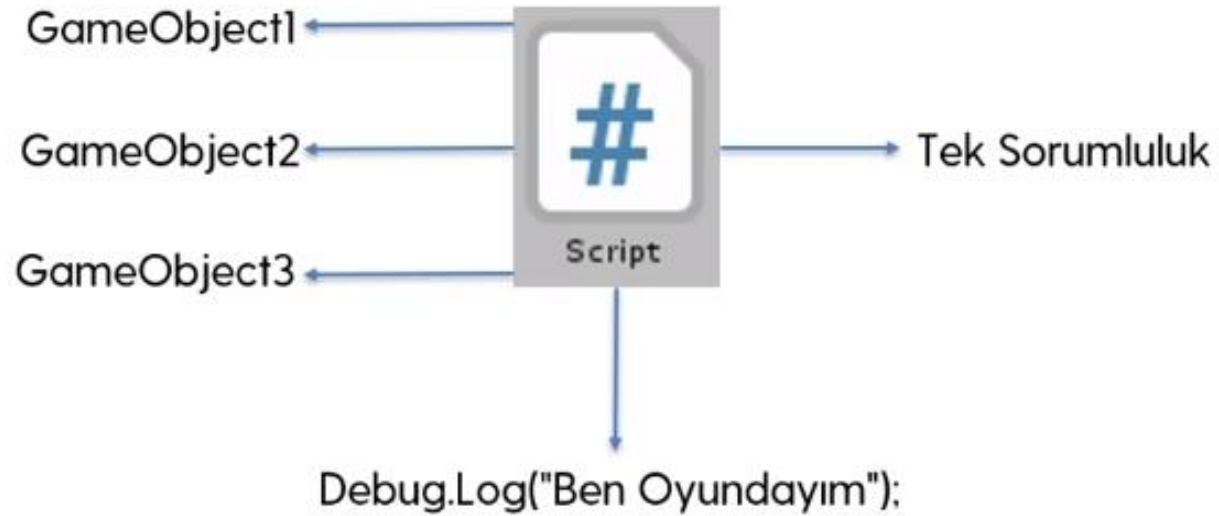 GameObject1
GameObject2
GameObject3
#
Script
Tek Sorumluluk
Debug.Log("Ben Oyundayım");